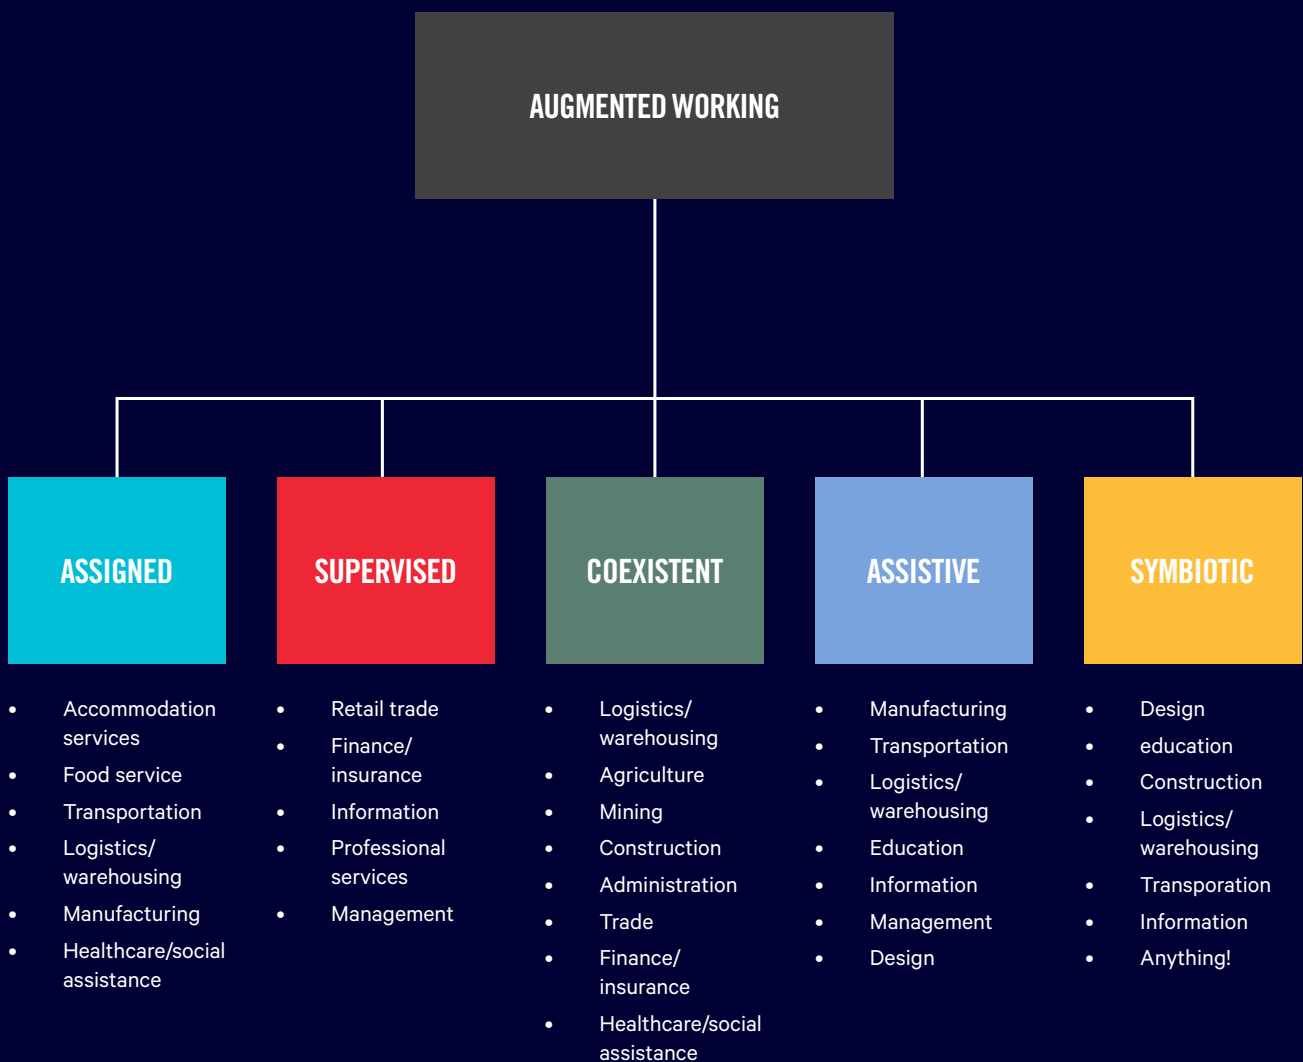 AUGMENTED WORKING
ASSIGNED
• Accommodation
services
• Food service
• Transportation
• Logistics/
warehousing
• Manufacturing
• Healthcare/social
assistance
SUPERVISED
• Retail trade
• Finance/
insurance
• Information
• Professional
services
• Management
COEXISTENT
• Logistics/
warehousing
• Agriculture
• Mining
• Construction
• Administration
• Trade
• Finance/
insurance
• Healthcare/social
assistance
ASSISTIVE
• Manufacturing
• Transportation
• Logistics/
warehousing
• Education
• Information
• Management
• Design
SYMBIOTIC
• Design
• education
• Construction
• Logistics/
warehousing
• Transporation
• Information
• Anything!